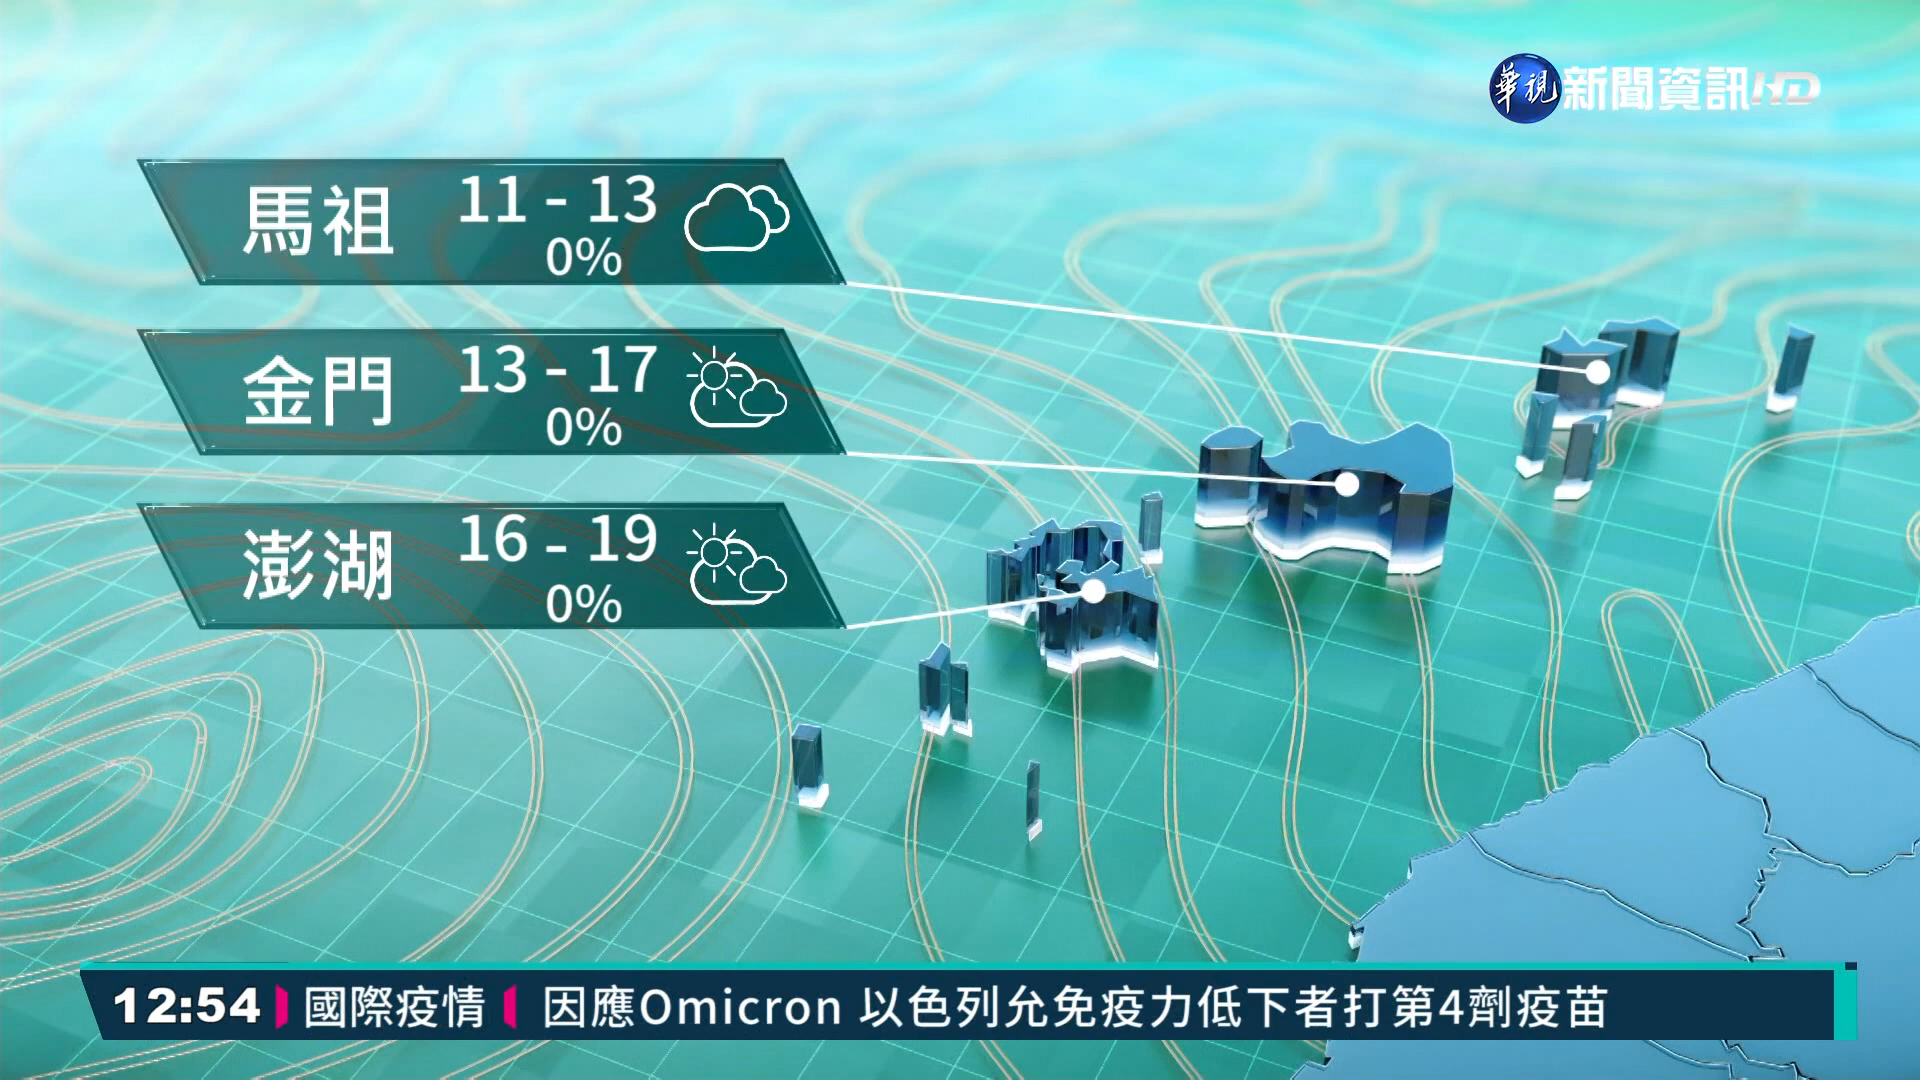 華視 新聞資訊HD
馬祖 11 - 13
0%
金門 13 - 17
0%
澎湖 16 - 19
0%
12:54 國際疫情 因應Omicron 以色列允免疫力低下者打第4劑疫苗